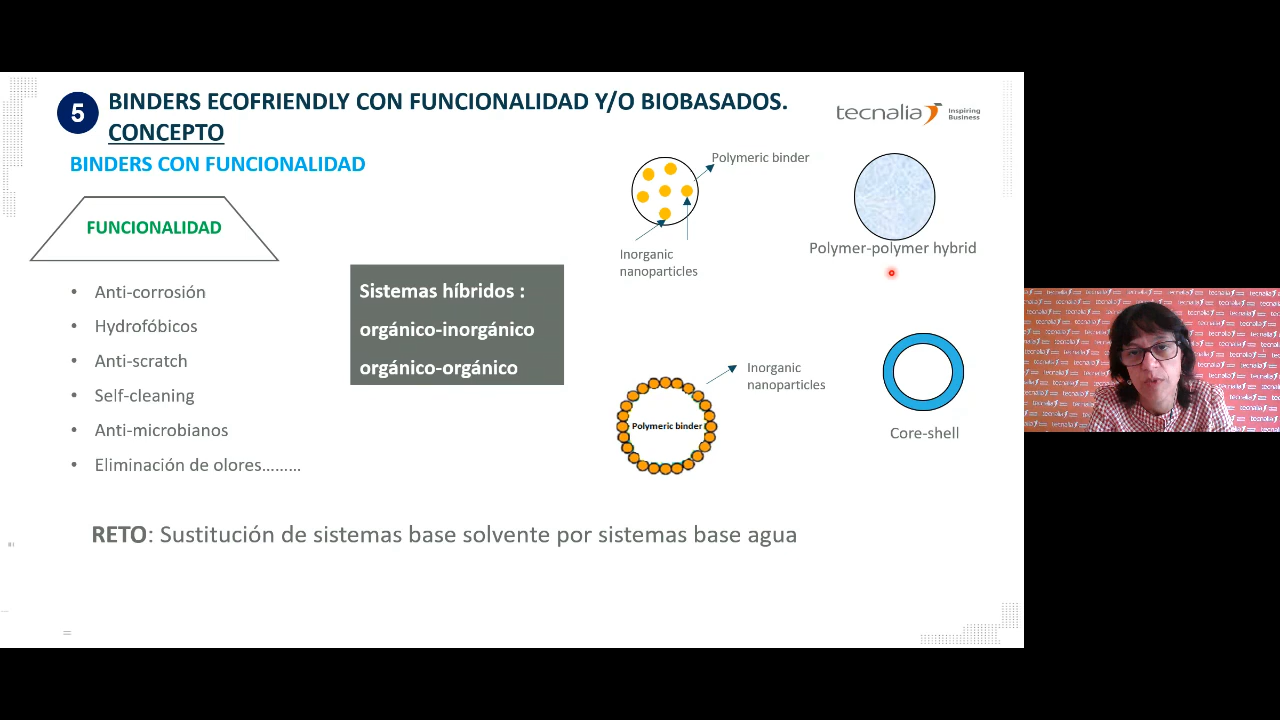 5
BINDERS ECOFRIENDLY CON FUNCIONALIDAD Y/O BIOBASADOS.
CONCEPTO
tecnalia Inspiring
Business
BINDERS CON FUNCIONALIDAD
FUNCIONALIDAD
• Anti-corrosión
• Hidrofóbicos
• Anti-scratch
• Self-cleaning
• Anti-microbianos
• Eliminación de olores………
Sistemas híbridos :
orgánico-inorgánico
orgánico-orgánico
Polymeric binder
Inorganic
nanoparticles
Polymer-polymer hybrid
Inorganic
nanoparticles
Polymeric binder
Core-shell
RETO: Sustitución de sistemas base solvente por sistemas base agua
tecnalia